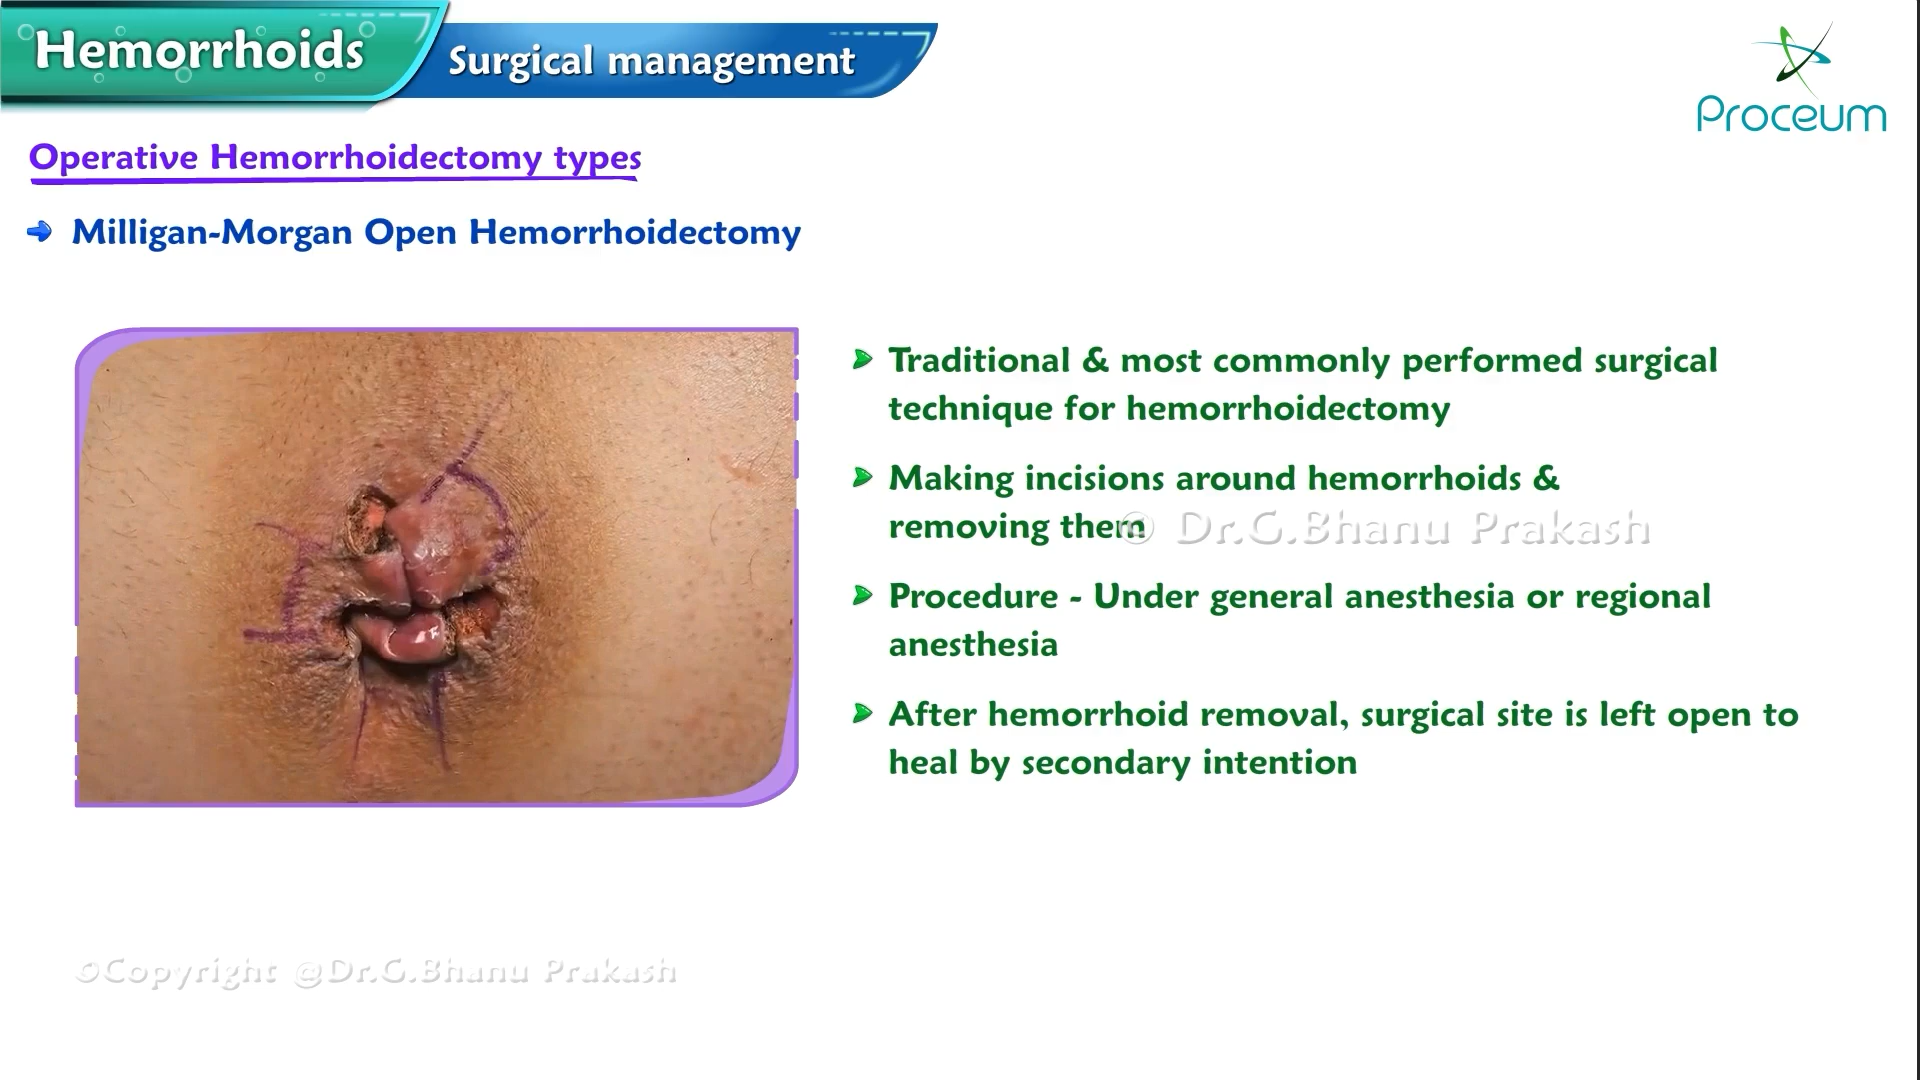 Hemorrhoids
Surgical management
Proceum
Operative Hemorrhoidectomy types
Milligan-Morgan Open Hemorrhoidectomy
Traditional & most commonly performed surgical
technique for hemorrhoidectomy
Making incisions around hemorrhoids &
removing them
© Dr.G.Bhanu Prakash
Procedure - Under general anesthesia or regional
anesthesia
After hemorrhoid removal, surgical site is left open to
heal by secondary intention
©Copyright @Dr.G.Bhanu Prakash